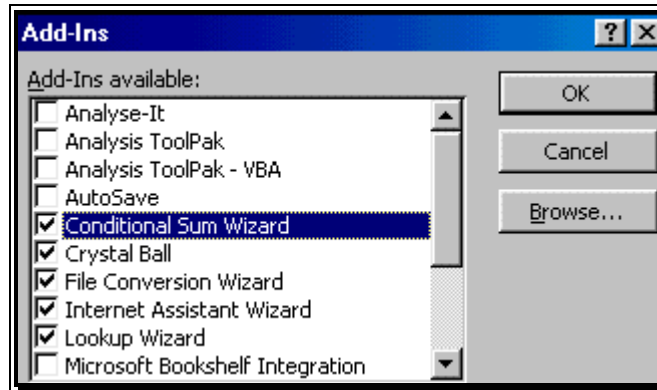 Add-Ins
Add-Ins available:
Analyse-It
Analysis ToolPak
Analysis ToolPak - VBA
AutoSave
Conditional Sum Wizard
Crystal Ball
File Conversion Wizard
Internet Assistant Wizard
Lookup Wizard
Microsoft Bookshelf Integration
OK
Cancel
Browse...